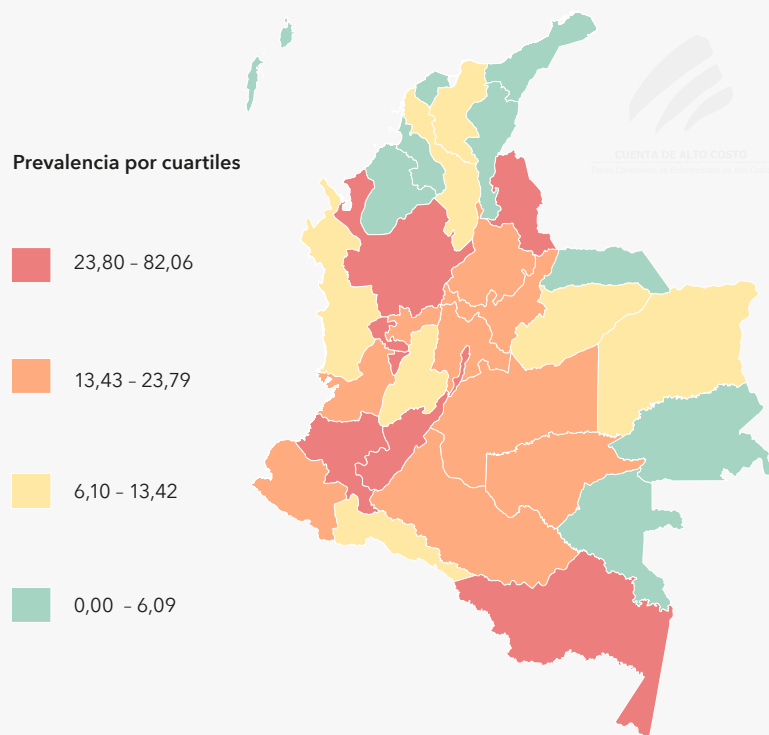 CUENTA DE ALTO COSTO
Prevalencia por cuartiles
23,80 – 82,06
13,43 – 23,79
6,10 – 13,42
0,00 – 6,09